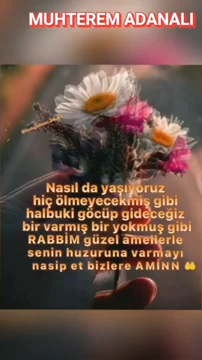 MUHTEREM ADANALI
Nasıl da yaşıyoruz
hiç ölmeyecekmiş gibi
halbuki göcüp gideceğiz
bir varmış bir yokmuş gibi
RABBİM güzel amellerle
senin huzuruna varmayı
nasip et bizlere AMİNN 🤲